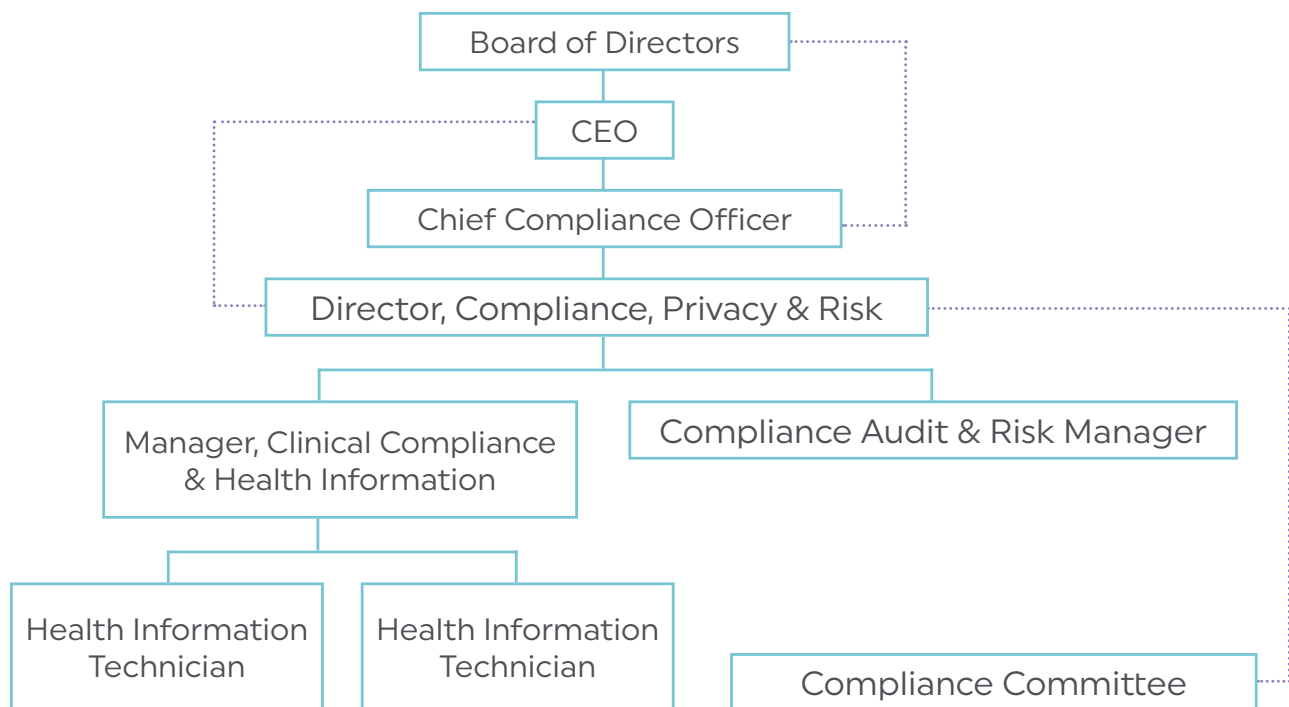 Board of Directors
CEO
Chief Compliance Officer
Director, Compliance, Privacy & Risk
Manager, Clinical Compliance
& Health Information
Compliance Audit & Risk Manager
Health Information
Technician
Health Information
Technician
Compliance Committee